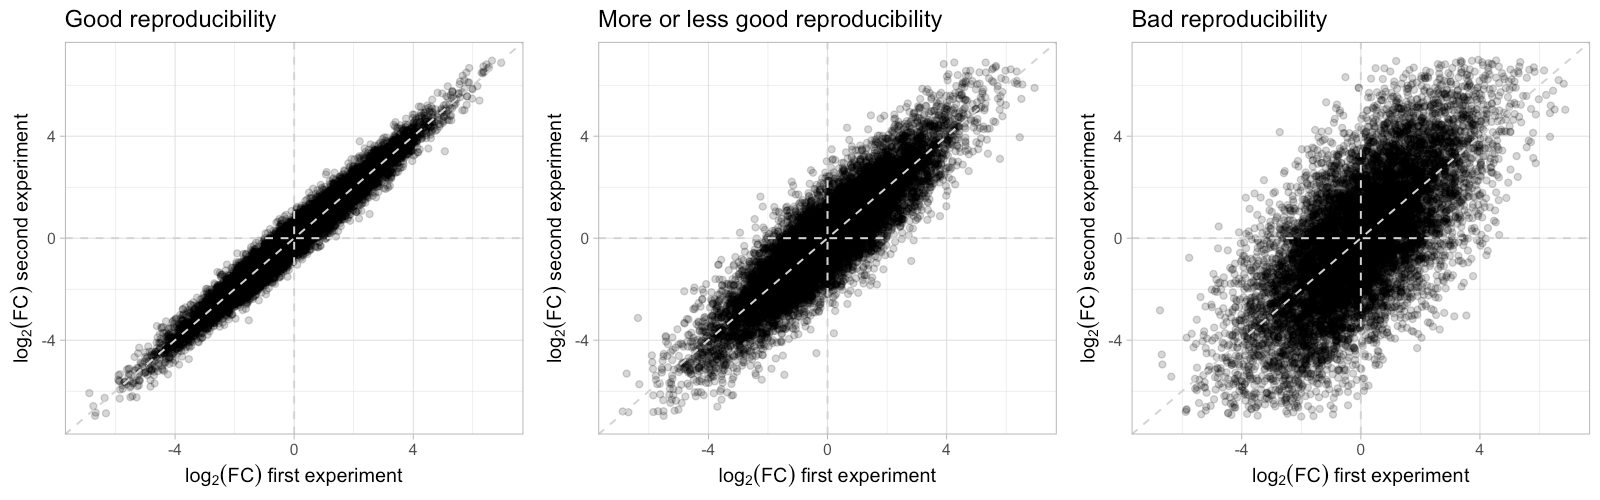 Good reproducibility
4
0
-4
-4
0
4
log₂(FC) second experiment
log₂(FC) first experiment
More or less good reproducibility
4
0
-4
-4
0
4
log₂(FC) second experiment
log₂(FC) first experiment
Bad reproducibility
4
0
-4
-4
0
4
log₂(FC) second experiment
log₂(FC) first experiment